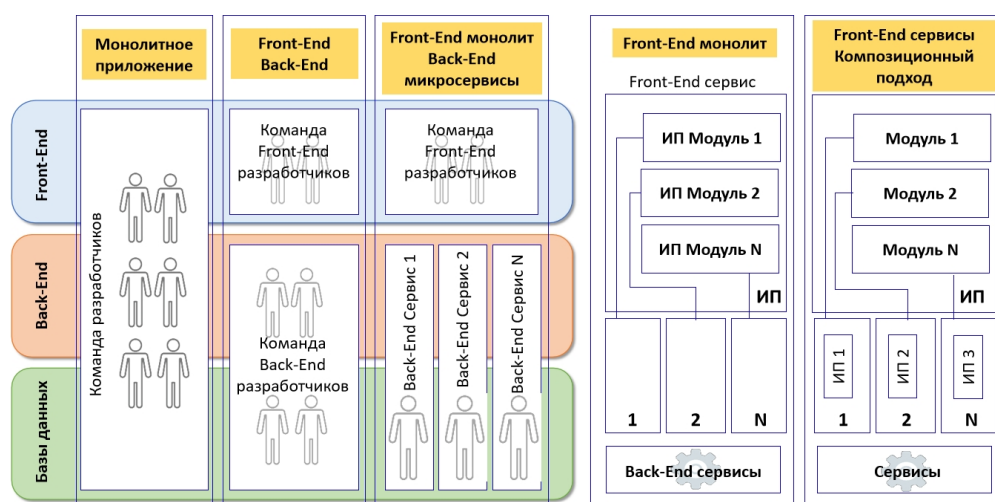 Монолитное
приложение
Front-End
Back-End
Front-End монолит
Back-End
микросервисы
Front-End
Back-End
Базы данных
Команда разработчиков
Команда
Front-End
разработчиков
Команда
Back-End
разработчиков
Команда
Front-End
разработчиков
Back-End Сервис 1
Back-End Сервис 2
Back-End Сервис N
Front-End монолит
Front-End сервис
ИП Модуль 1
ИП Модуль 2
ИП Модуль N
ИП
1
2
N
Back-End сервисы
Front-End сервисы
Композиционный
подход
Модуль 1
Модуль 2
Модуль N
ИП
ИП 1
ИП 2
ИП 3
1
2
N
Сервисы